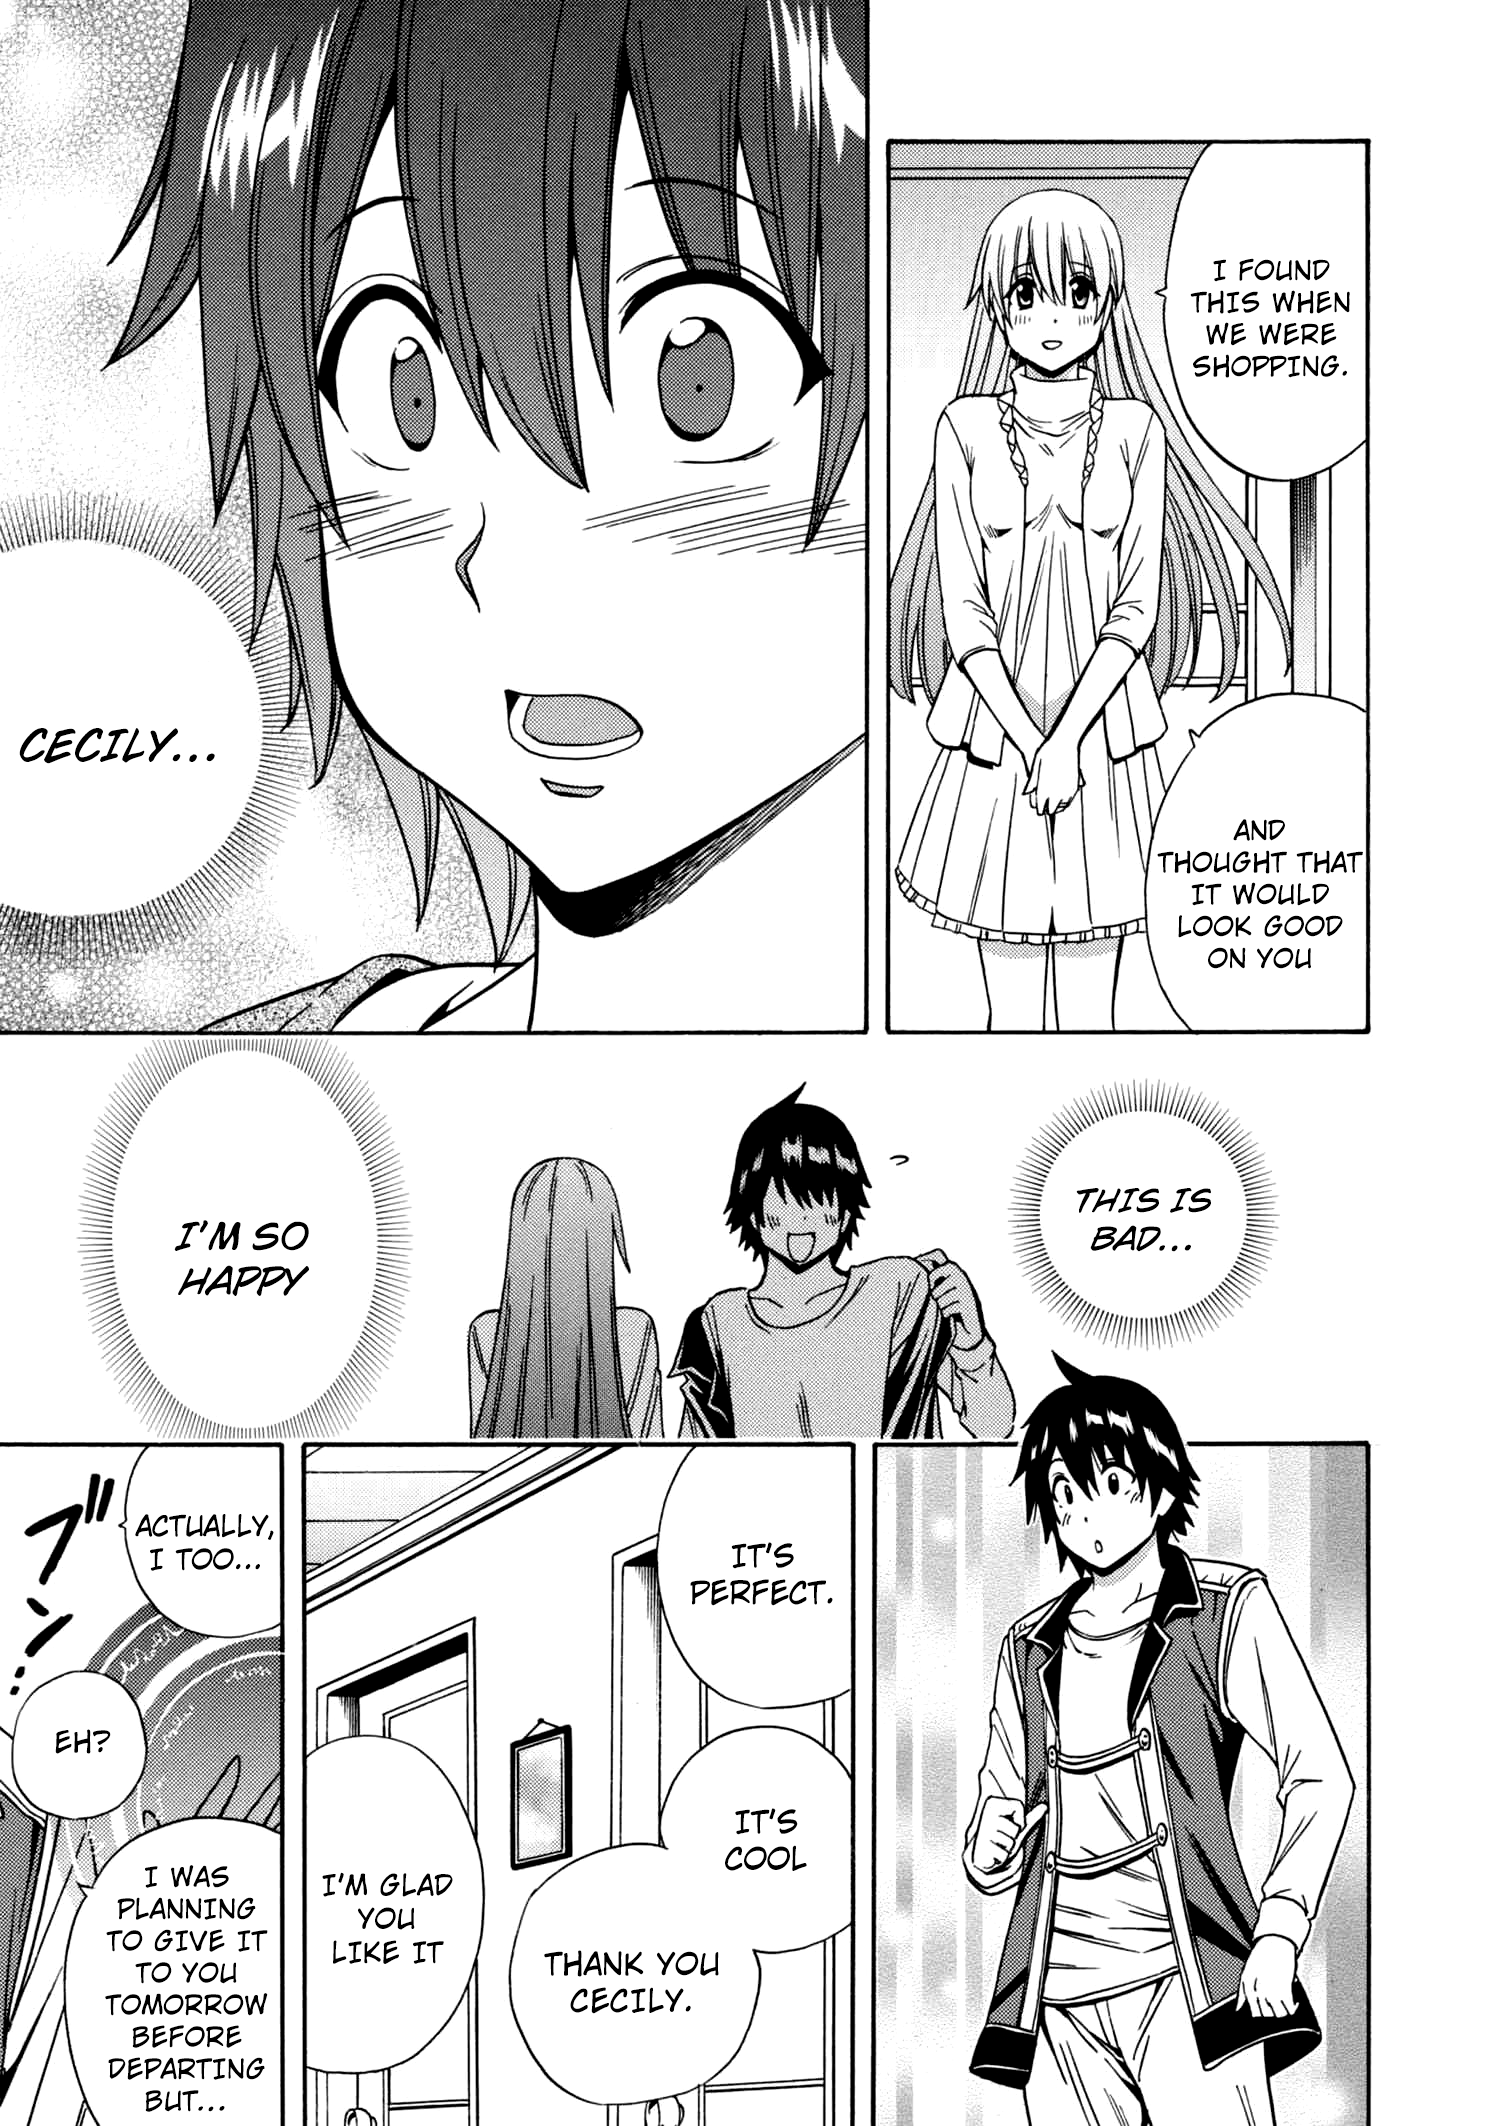 I FOUND
THIS WHEN
WE WERE
SHOPPING.
AND
THOUGHT THAT
IT WOULD
LOOK GOOD
ON YOU
CECILY...
THIS IS
BAD...
I'M SO
HAPPY
IT'S
PERFECT.
IT'S
COOL
THANK YOU
CECILY.
I'M GLAD
YOU
LIKE IT
ACTUALLY,
I TOO...
ブン…
EH?
I WAS
PLANNING
TO GIVE IT
TO YOU
TOMORROW
BEFORE
DEPARTING
BUT...